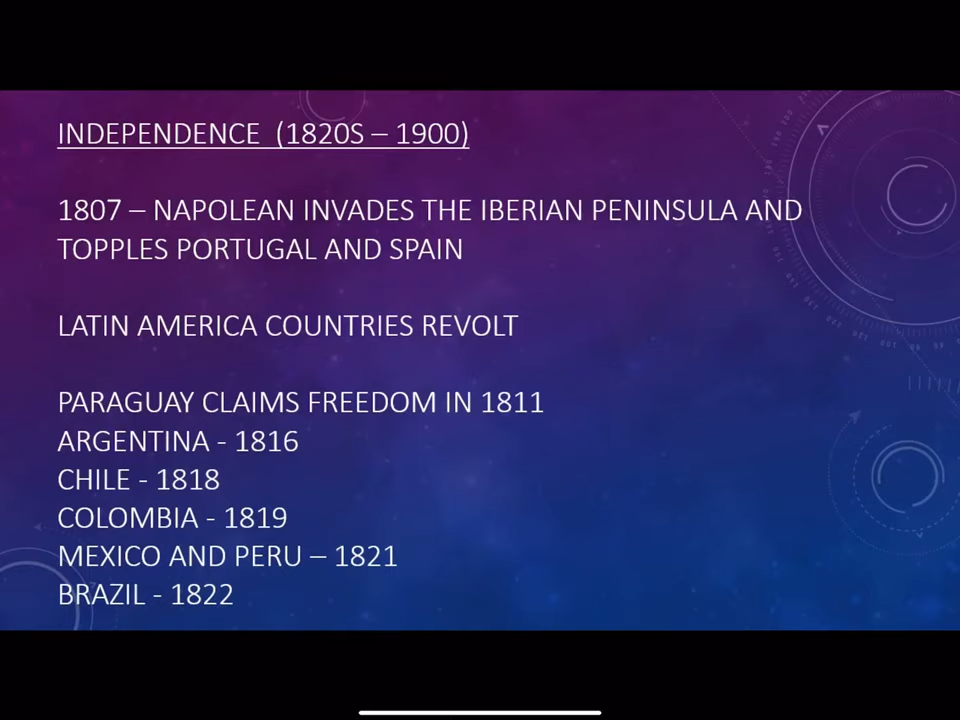 INDEPENDENCE (1820S – 1900)
1807 – NAPOLEAN INVADES THE IBERIAN PENINSULA AND
TOPPLES PORTUGAL AND SPAIN
LATIN AMERICA COUNTRIES REVOLT
PARAGUAY CLAIMS FREEDOM IN 1811
ARGENTINA - 1816
CHILE - 1818
COLOMBIA - 1819
MEXICO AND PERU – 1821
BRAZIL - 1822